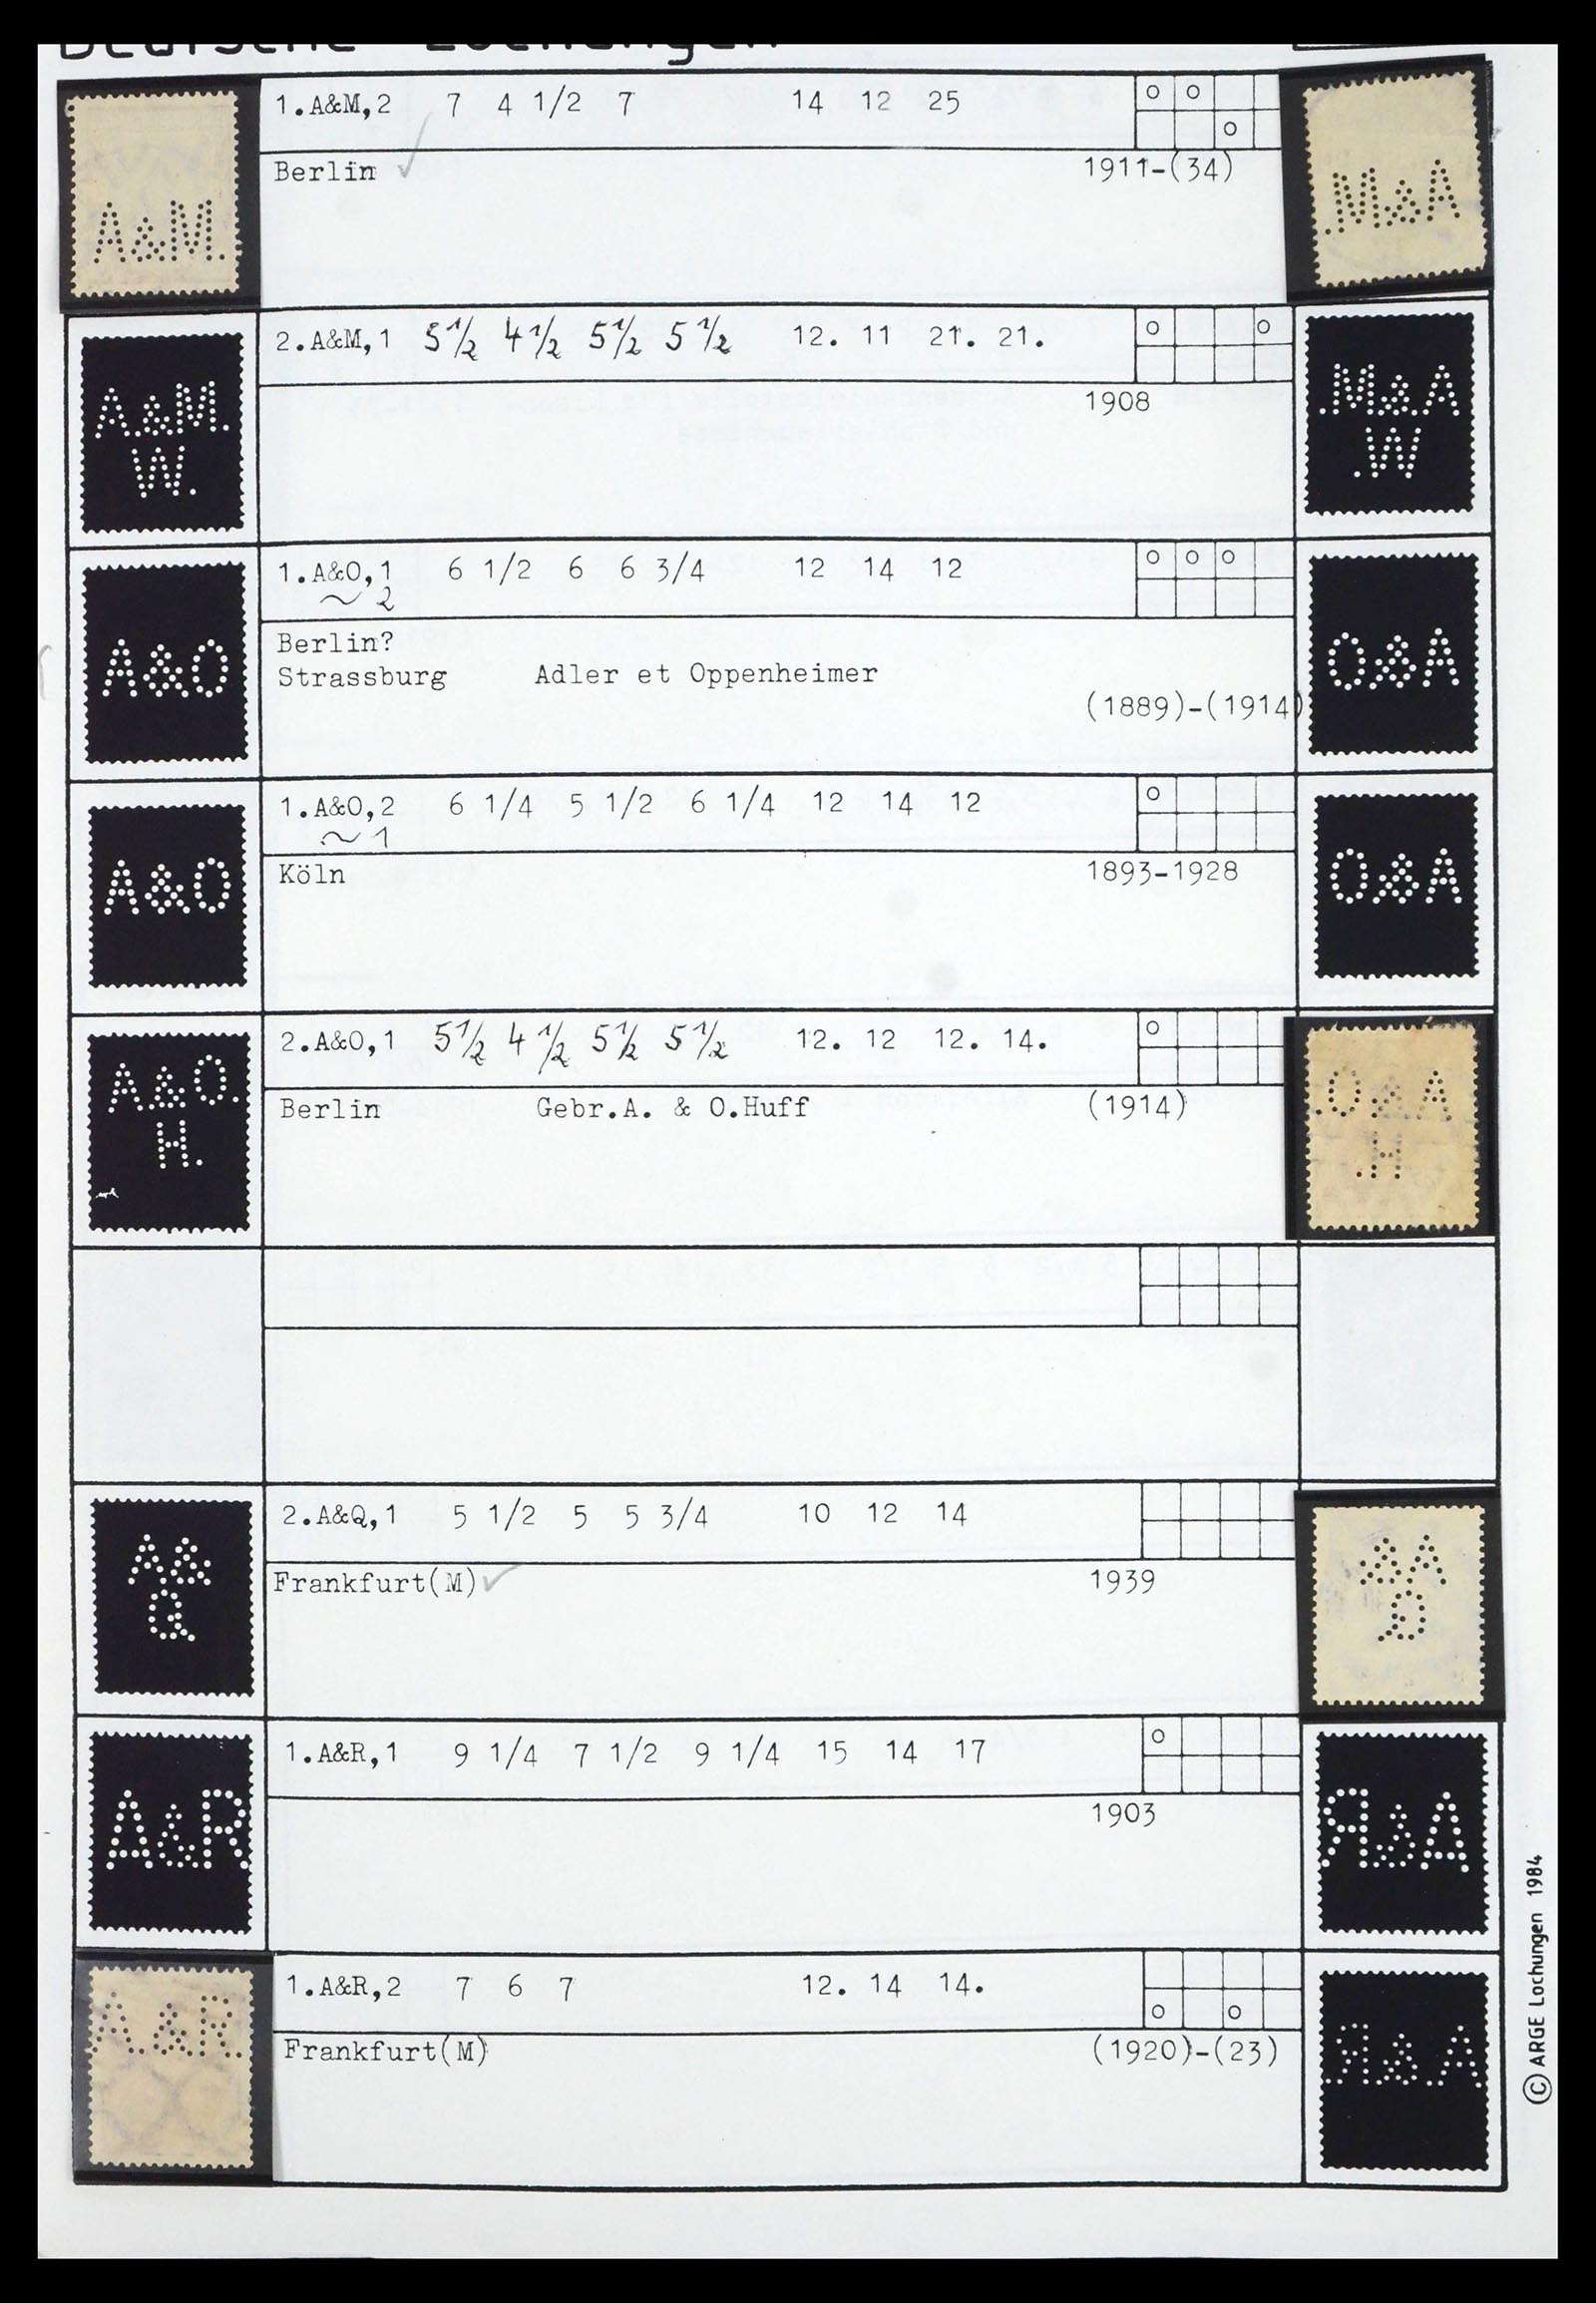 Deutsche Lochungen
1.A&M,2 7 4 1/2 7 14 12 25
Berlin ✓ 1911-(34)
A&M.
A&M.
2.A&M,1 5½ 4½ 5½ 5½ 12. 11 21. 21.
1908
A.&M.
W.
A.&M.
W.
1.A&O,1 6 1/2 6 6 3/4 12 14 12
~ 2
Berlin?
Strassburg Adler et Oppenheimer
(1889)-(1914)
A&O
A&O
1.A&O,2 6 1/4 5 1/2 6 1/4 12 14 12
~ 1
Köln 1893-1928
A&O
A&O
2.A&O,1 5½ 4½ 5½ 5½ 12. 12 12. 14.
Berlin Gebr.A. & O.Huff (1914)
A.&O.
H.
A.&O.
H.
2.A&Q,1 5 1/2 5 5 3/4 10 12 14
Frankfurt(M) ✓ 1939
A&
Q
A&
Q
1.A&R,1 9 1/4 7 1/2 9 1/4 15 14 17
1903
A&R
A&R
1.A&R,2 7 6 7 12. 14 14.
Frankfurt(M) (1920)-(23)
A.&R.
A.&R.
© ARGE Lochungen 1984